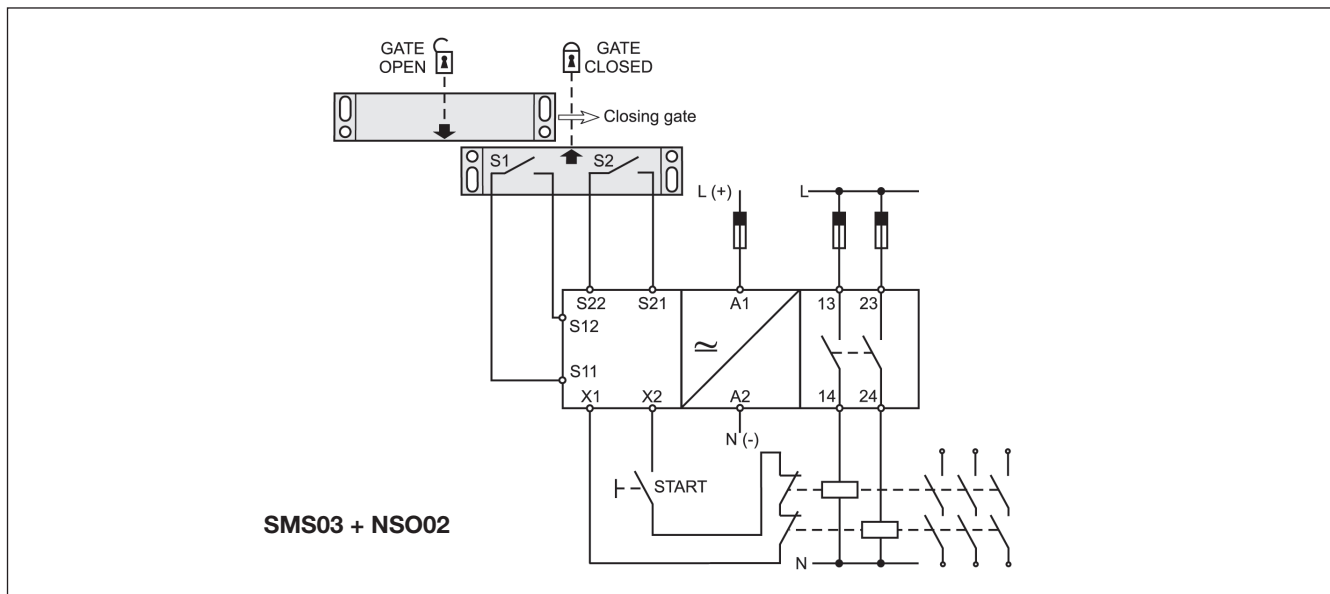 GATE
OPEN
GATE
CLOSED
Closing gate
S1
S2
L (+)
L
S22
S21
A1
13
23
S12
≃
S11
X1
X2
A2
14
24
N (-)
START
SMS03 + NSO02
N